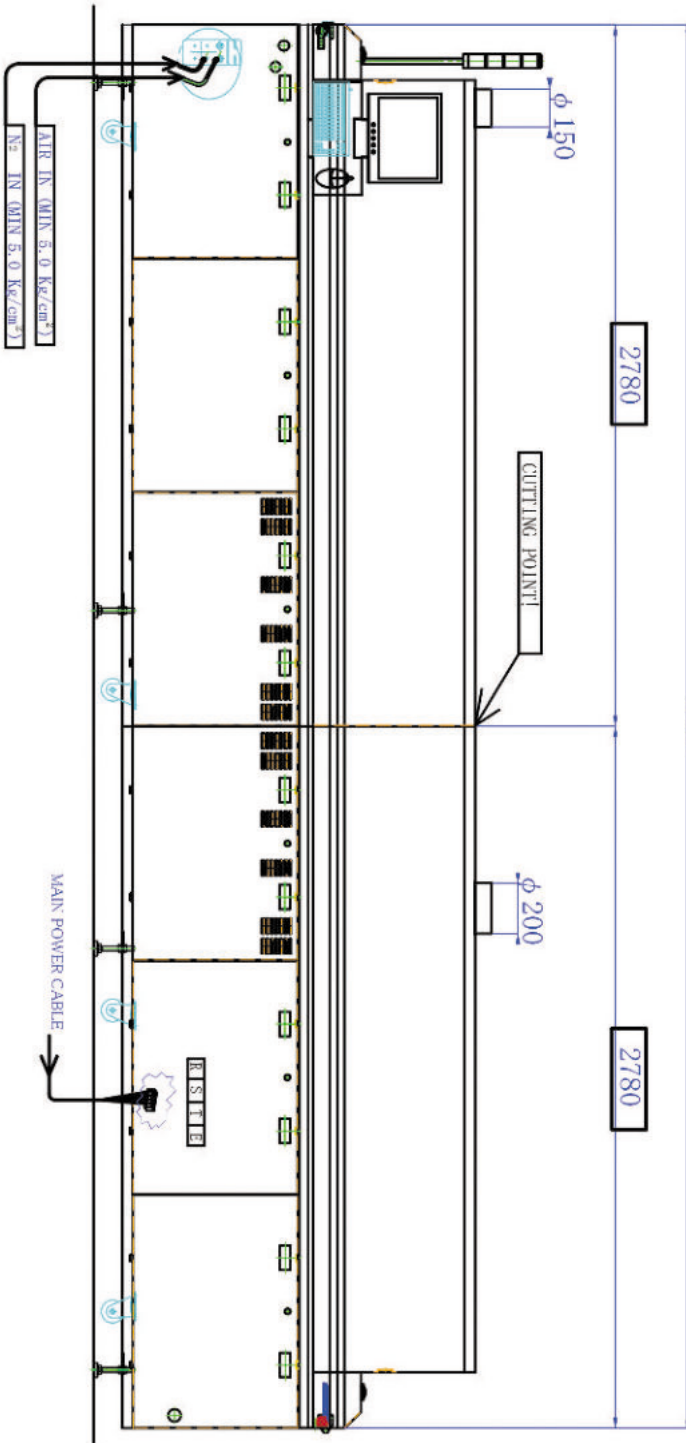 2780
2780
CUTTING POINT!
φ 150
φ 200
R S T E
MAIN POWER CABLE
AIR IN (MIN 5.0 Kg/cm²)
N² IN (MIN 5.0 Kg/cm²)